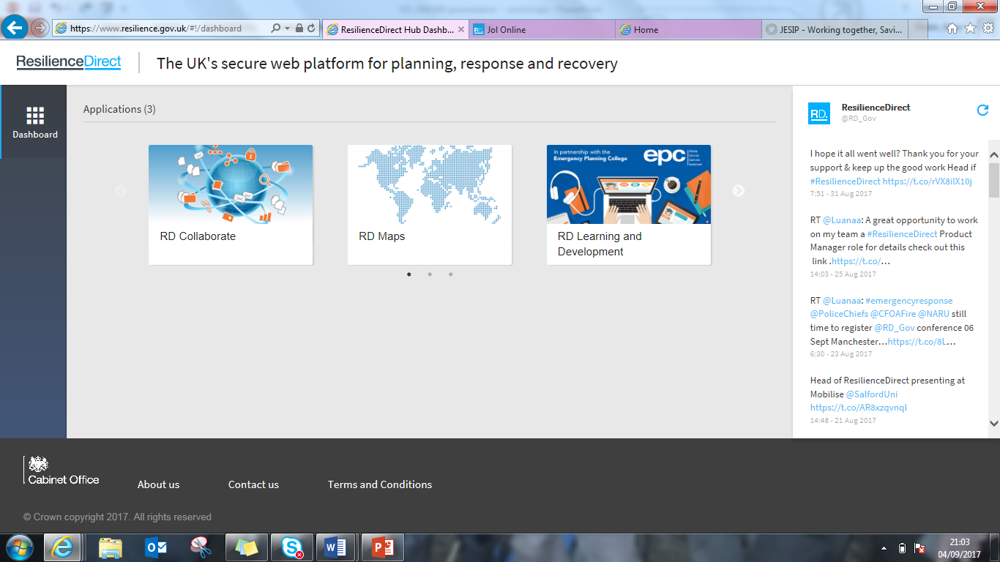 https://www.resilience.gov.uk/#!/dashboard
ResilienceDirect Hub Dashb...
JoI Online
Home
JESIP - Working together, Savi...
ResilienceDirect
The UK's secure web platform for planning, response and recovery
Dashboard
Applications (3)
RD Collaborate
RD Maps
In partnership with the
Emergency Planning College
epc
RD Learning and
Development
RD.
ResilienceDirect
@RD_Gov
I hope it all went well? Thank you for your
support & keep up the good work Head if
#ResilienceDirect https://t.co/rVX8ilX10j
7:51 - 31 Aug 2017
RT @Luanaa: A great opportunity to work
on my team a #ResilienceDirect Product
Manager role for details check out this
link .https://t.co/…
14:03 - 25 Aug 2017
RT @Luanaa: #emergencyresponse
@PoliceChiefs @CFOAFire @NARU still
time to register @RD_Gov conference 06
Sept Manchester…https://t.co/8L…
6:30 - 23 Aug 2017
Head of ResilienceDirect presenting at
Mobilise @SalfordUni
https://t.co/AR8xzqvnql
14:48 - 21 Aug 2017
Cabinet Office
About us
Contact us
Terms and Conditions
© Crown copyright 2017. All rights reserved
21:03
04/09/2017